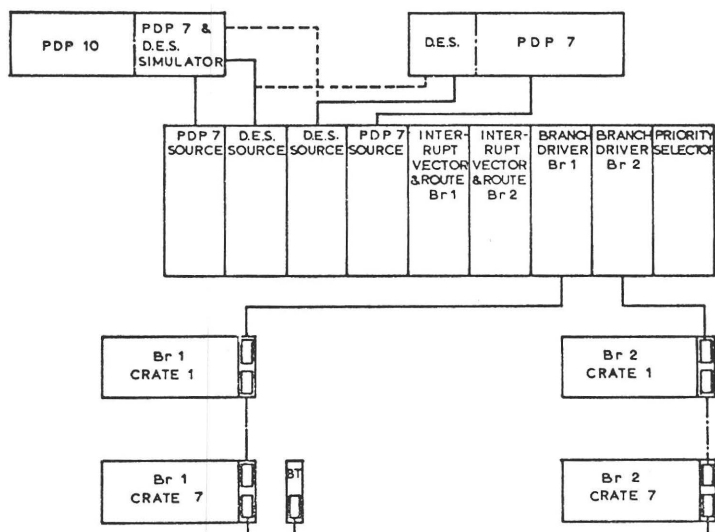 PDP 10
PDP 7 &
D.E.S.
SIMULATOR
D.E.S.
PDP 7
PDP 7
SOURCE
D.E.S.
SOURCE
D.E.S.
SOURCE
PDP 7
SOURCE
INTER-
RUPT
VECTOR
&ROUTE
Br 1
INTER-
RUPT
VECTOR
&ROUTE
Br 2
BRANCH
DRIVER
Br 1
BRANCH
DRIVER
Br 2
PRIORITY
SELECTOR
Br 1
CRATE 1
Br 2
CRATE 1
Br 1
CRATE 7
BT
Br 2
CRATE 7